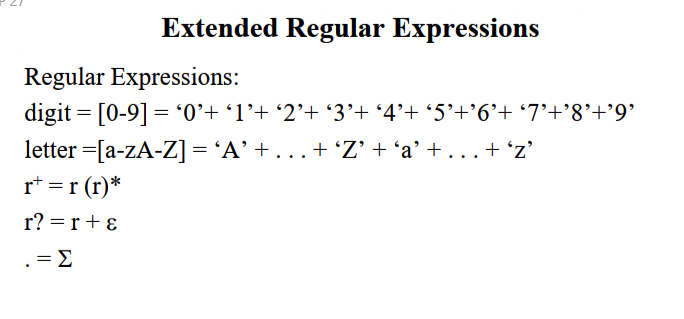 P 27
Extended Regular Expressions
Regular Expressions:
digit = [0-9] = ‘0’+ ‘1’+ ‘2’+ ‘3’+ ‘4’+ ‘5’+’6’+ ‘7’+’8’+’9’
letter =[a-zA-Z] = ‘A’ + . . . + ‘Z’ + ‘a’ + . . . + ‘z’
r⁺ = r (r)*
r? = r + ε
. = Σ